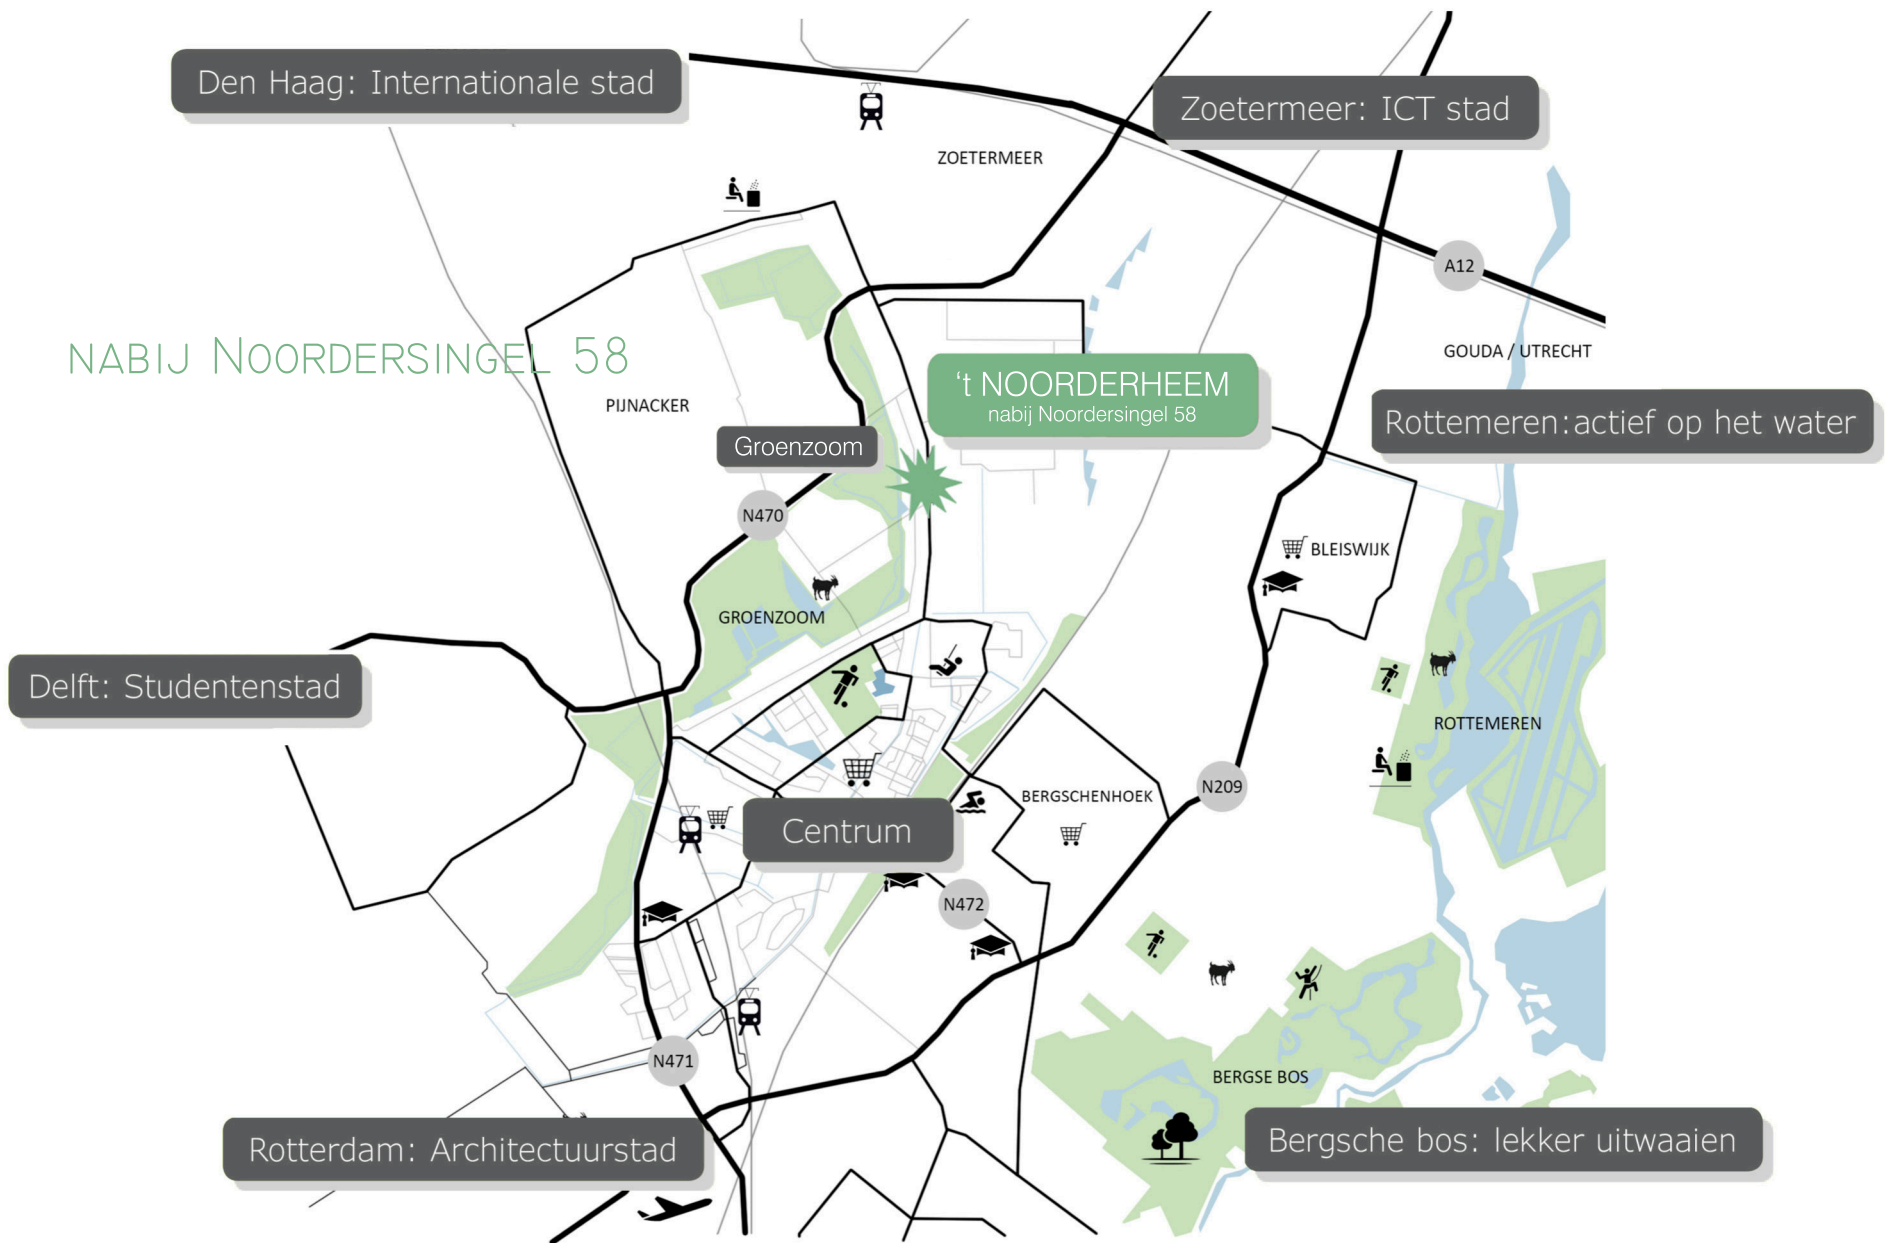 Den Haag: Internationale stad
Zoetermeer: ICT stad
ZOETERMEER
A12
NABIJ NOORDERSINGEL 58
GOUDA / UTRECHT
‘t NOORDERHEEM
nabij Noordersingel 58
PIJNACKER
Rottemeren:actief op het water
Groenzoom
N470
BLEISWIJK
GROENZOOM
Delft: Studentenstad
ROTTEMEREN
N209
BERGSCHENHOEK
Centrum
N472
N471
BERGSE BOS
Rotterdam: Architectuurstad
Bergsche bos: lekker uitwaaien